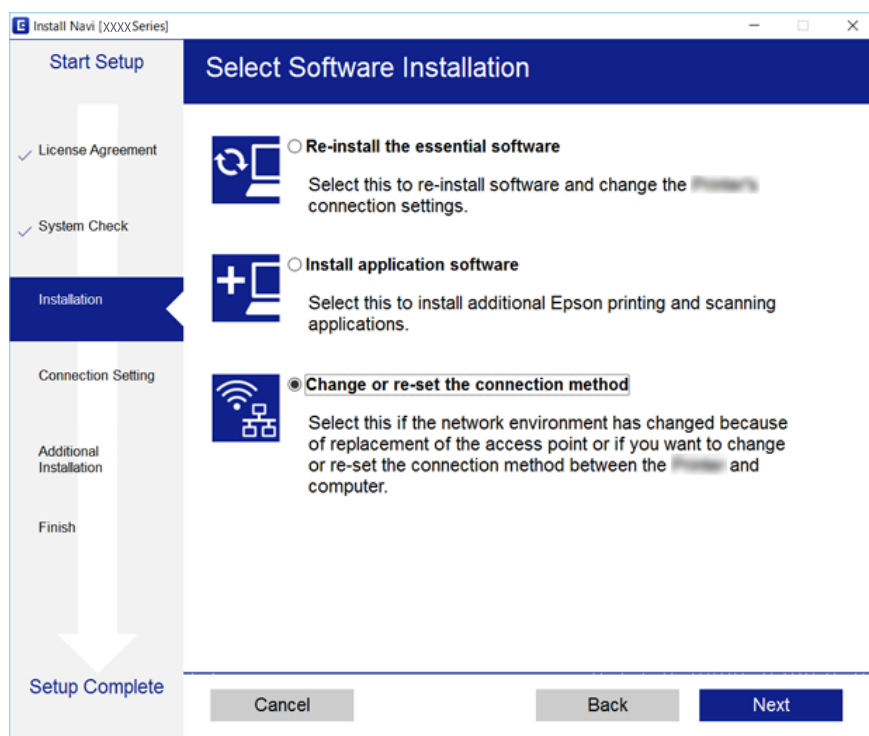 Install Navi [XXXX Series]
Start Setup
License Agreement
System Check
Installation
Connection Setting
Additional
Installation
Finish
Setup Complete
Select Software Installation
Re-install the essential software
Select this to re-install software and change the
connection settings.
Install application software
Select this to install additional Epson printing and scanning
applications.
Change or re-set the connection method
Select this if the network environment has changed because
of replacement of the access point or if you want to change
or re-set the connection method between the and
computer.
Cancel
Back
Next